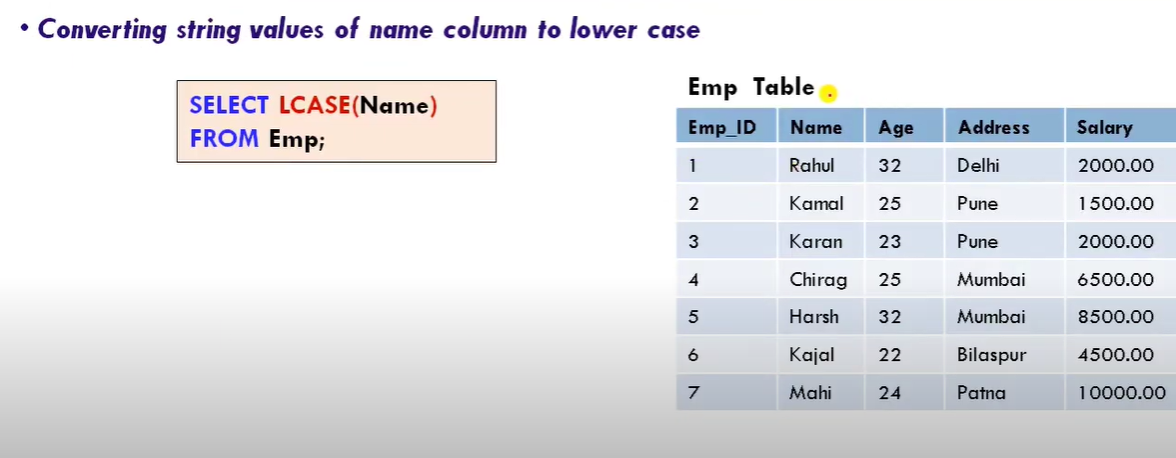 • Converting string values of name column to lower case
SELECT LCASE(Name)
FROM Emp;
Emp Table .
Emp_ID Name Age Address Salary
1 Rahul 32 Delhi 2000.00
2 Kamal 25 Pune 1500.00
3 Karan 23 Pune 2000.00
4 Chirag 25 Mumbai 6500.00
5 Harsh 32 Mumbai 8500.00
6 Kajal 22 Bilaspur 4500.00
7 Mahi 24 Patna 10000.00